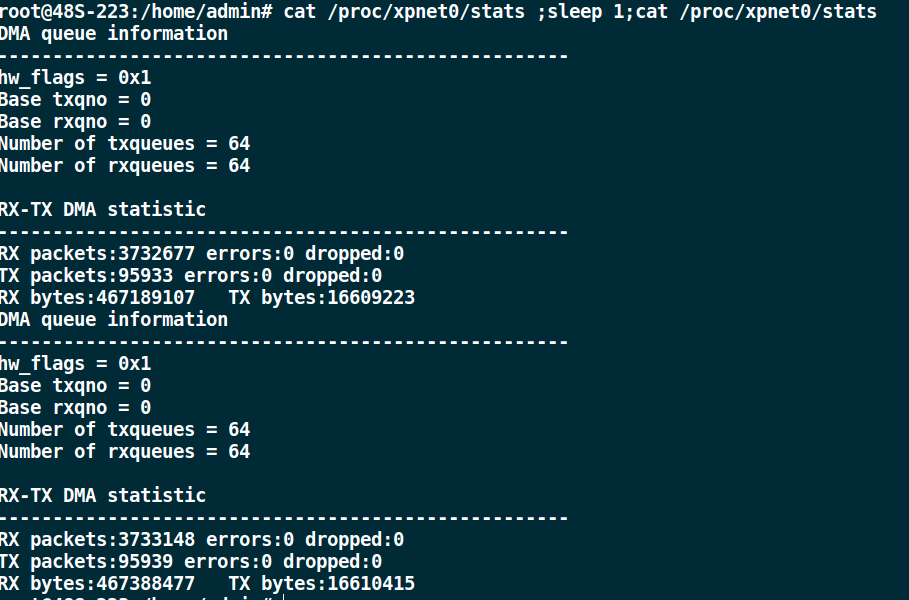 root@48S-223:/home/admin# cat /proc/xpnet0/stats ;sleep 1;cat /proc/xpnet0/stats
DMA queue information
----------------------------------------------------
hw_flags = 0x1
Base txqno = 0
Base rxqno = 0
Number of txqueues = 64
Number of rxqueues = 64
RX-TX DMA statistic
----------------------------------------------------
RX packets:3732677 errors:0 dropped:0
TX packets:95933 errors:0 dropped:0
RX bytes:467189107   TX bytes:16609223
DMA queue information
----------------------------------------------------
hw_flags = 0x1
Base txqno = 0
Base rxqno = 0
Number of txqueues = 64
Number of rxqueues = 64
RX-TX DMA statistic
----------------------------------------------------
RX packets:3733148 errors:0 dropped:0
TX packets:95939 errors:0 dropped:0
RX bytes:467388477   TX bytes:16610415